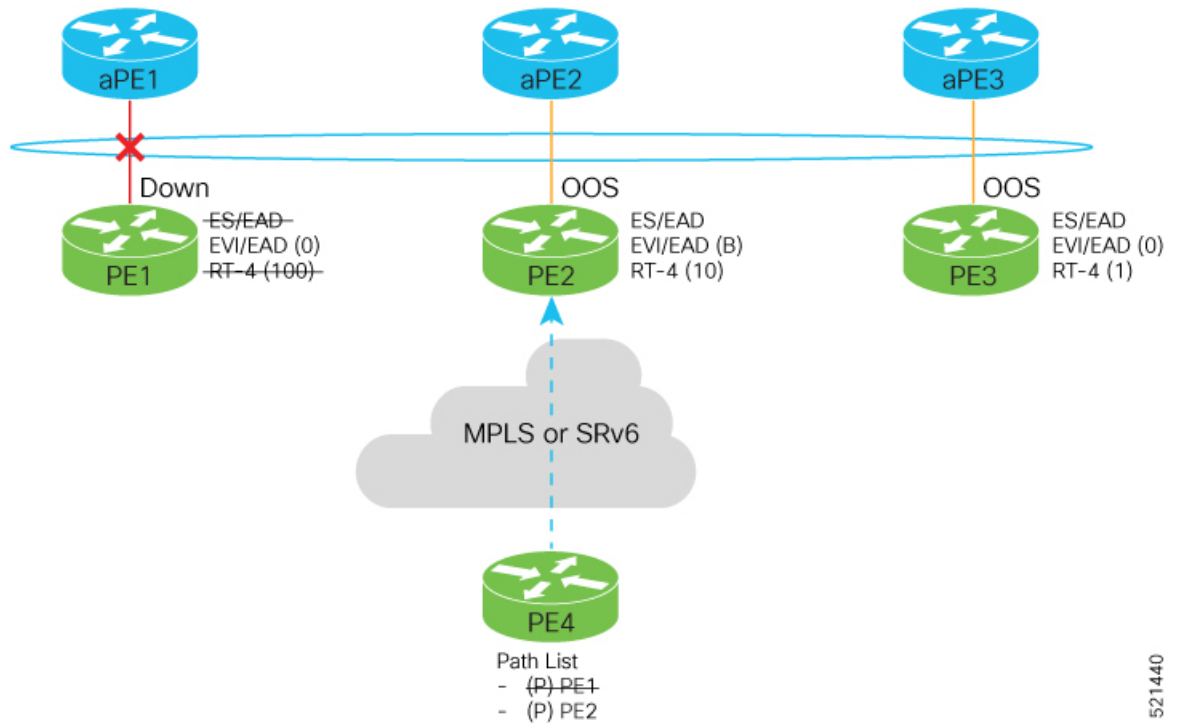 aPE1
aPE2
aPE3
Down
OOS
OOS
PE1
ES/EAD
EVI/EAD (0)
RT-4 (100)
PE2
ES/EAD
EVI/EAD (B)
RT-4 (10)
PE3
ES/EAD
EVI/EAD (0)
RT-4 (1)
MPLS or SRv6
PE4
Path List
- (P) PE1
- (P) PE2
521440